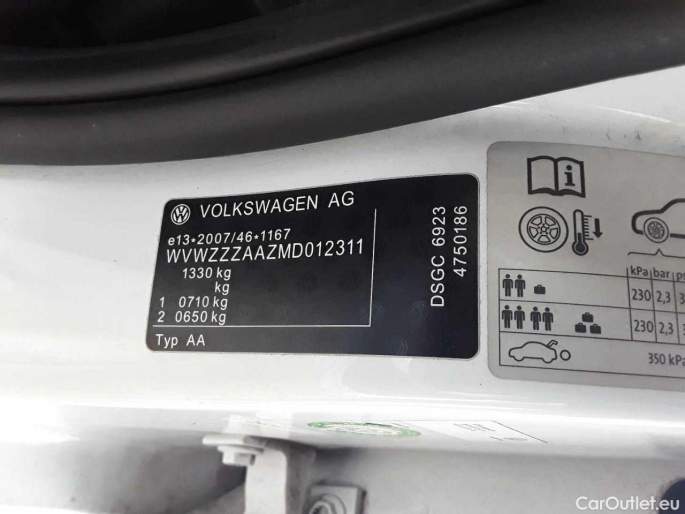 VOLKSWAGEN AG
e13*2007/46*1167
WVWZZZAAZMD012311
1330 kg
kg
1 0710 kg
2 0650 kg
Typ AA
DSGC 6923
4750186
kPa bar
230 2,3
230 2,3
350 kPa
CarOutlet.eu